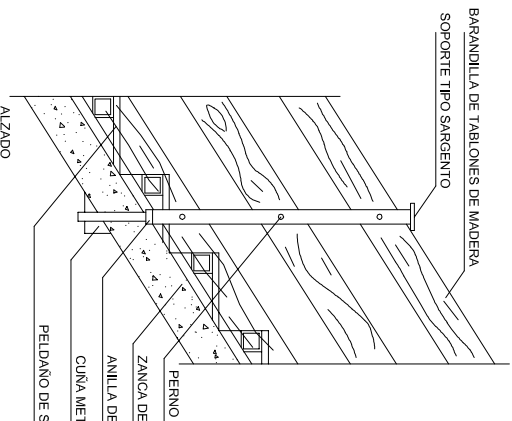 BARANDILLA DE TABLONES DE MADERA
SOPORTE TIPO SARGENTO
PERNO
ZANCA DE
ANILLA DE
CUÑA MET
PELDAÑO DE S
ALZADO